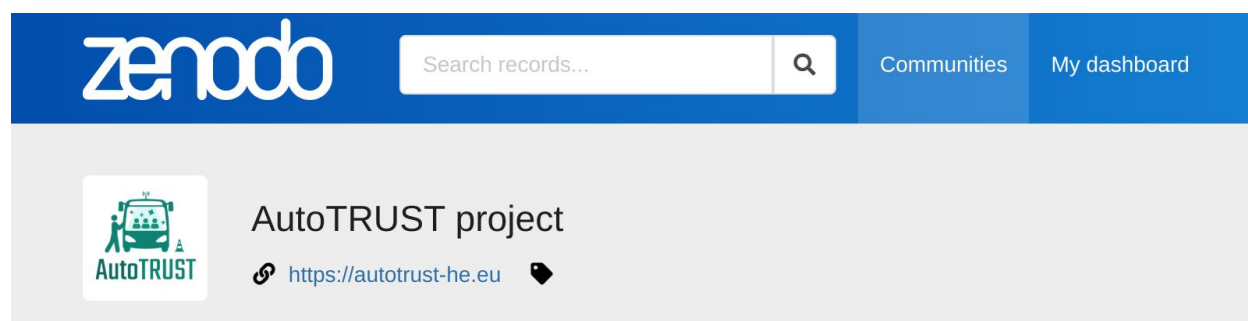 zenodo
Search records...
Communities
My dashboard
AutoTRUST
AutoTRUST project
https://autotrust-he.eu